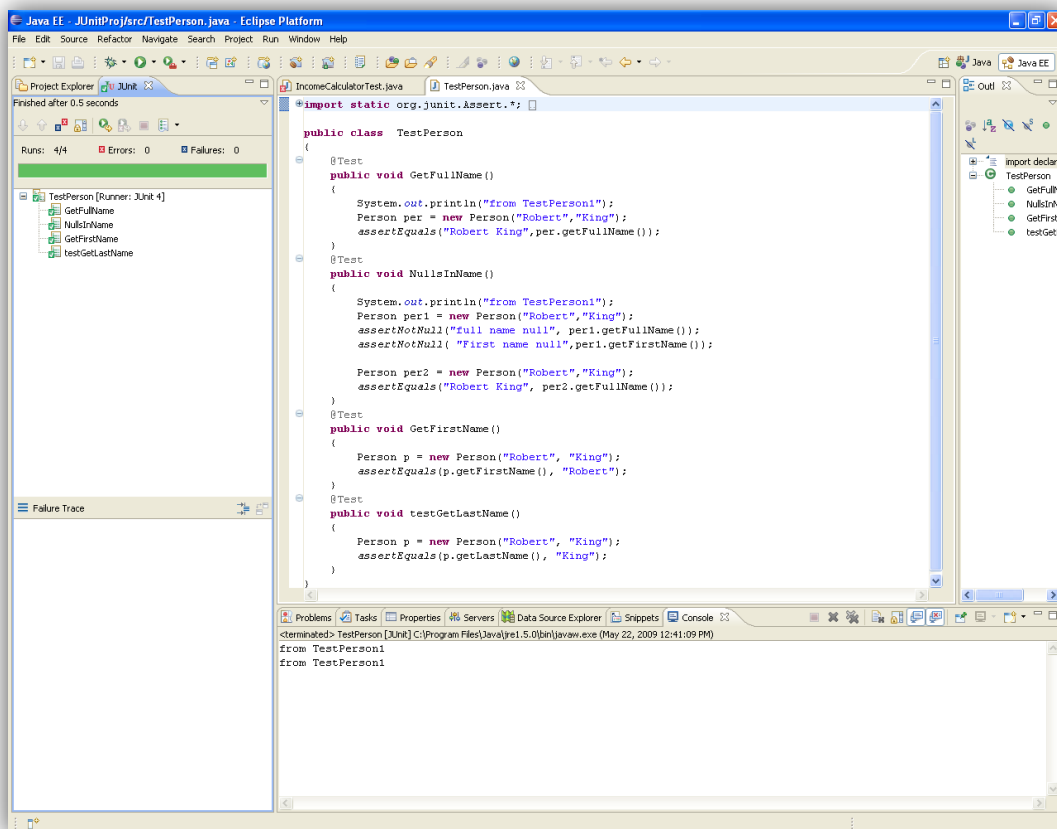 Java EE - JUnitProj/src/TestPerson.java - Eclipse Platform
File Edit Source Refactor Navigate Search Project Run Window Help
Java Java EE
Project Explorer JUnit
Finished after 0.5 seconds
Runs: 4/4 Errors: 0 Failures: 0
TestPerson [Runner: JUnit 4]
GetFullName
NullsInName
GetFirstName
testGetLastName
Failure Trace
IncomeCalculatorTest.java TestPerson.java
import static org.junit.Assert.*;
public class TestPerson
{
@Test
public void GetFullName()
{
System.out.println("from TestPerson1");
Person per = new Person("Robert","King");
assertEquals("Robert King",per.getFullName());
}
@Test
public void NullsInName()
{
System.out.println("from TestPerson1");
Person per1 = new Person("Robert","King");
assertNotNull("full name null", per1.getFullName());
assertNotNull( "First name null",per1.getFirstName());
Person per2 = new Person("Robert","King");
assertEquals("Robert King", per2.getFullName());
}
@Test
public void GetFirstName()
{
Person p = new Person("Robert", "King");
assertEquals(p.getFirstName(), "Robert");
}
@Test
public void testGetLastName()
{
Person p = new Person("Robert", "King");
assertEquals(p.getLastName(), "King");
}
}
Outl
import declar
TestPerson
GetFullN
NullsInN
GetFirst
testGet
Problems Tasks Properties Servers Data Source Explorer Snippets Console
<terminated> TestPerson [JUnit] C:\Program Files\Java\jre1.5.0\bin\javaw.exe (May 22, 2009 12:41:09 PM)
from TestPerson1
from TestPerson1